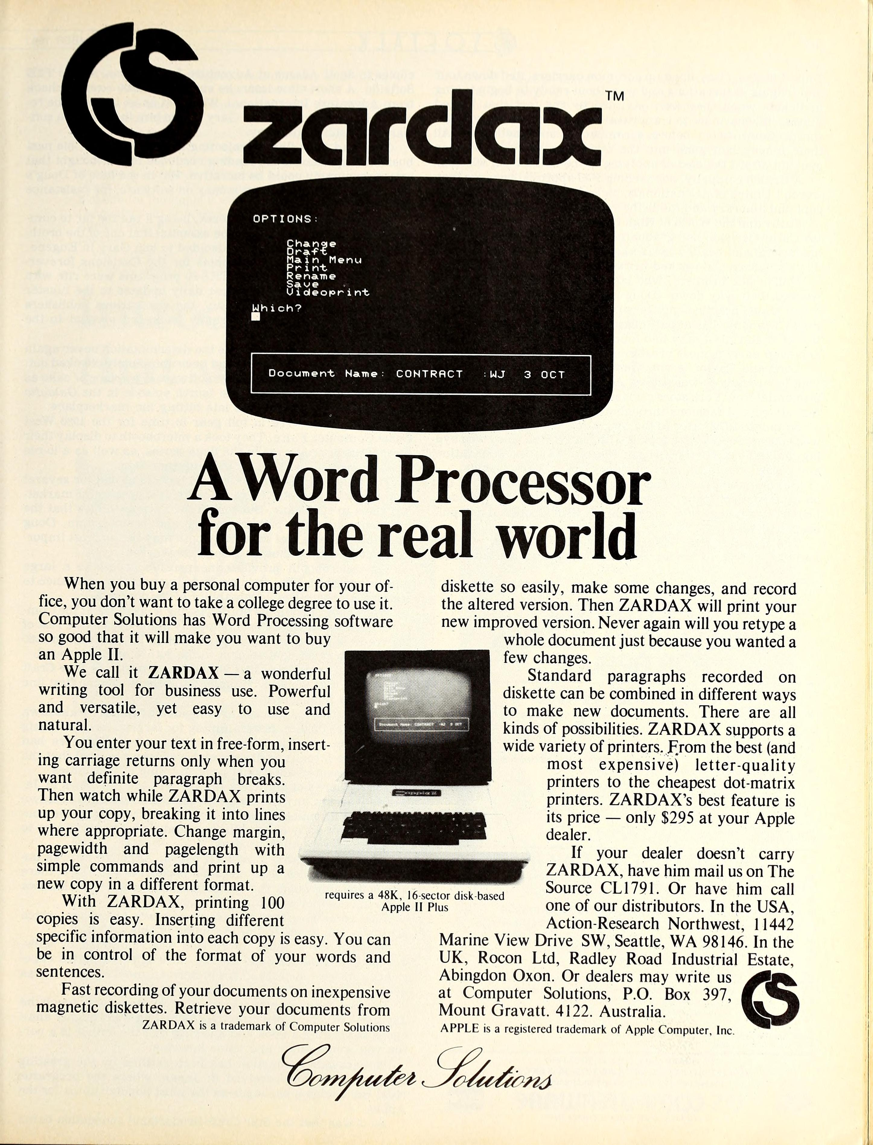 CS
zardax™
OPTIONS:
Change
Draft
Main Menu
Print
Rename
Save
Videoprint
Which?
Document Name: CONTRACT :WJ 3 OCT
A Word Processor
for the real world
When you buy a personal computer for your of-
fice, you don't want to take a college degree to use it.
Computer Solutions has Word Processing software
so good that it will make you want to buy
an Apple II.
We call it ZARDAX — a wonderful
writing tool for business use. Powerful
and versatile, yet easy to use and
natural.
You enter your text in free-form, insert-
ing carriage returns only when you
want definite paragraph breaks.
Then watch while ZARDAX prints
up your copy, breaking it into lines
where appropriate. Change margin,
pagewidth and pagelength with
simple commands and print up a
new copy in a different format.
With ZARDAX, printing 100
copies is easy. Inserting different
specific information into each copy is easy. You can
be in control of the format of your words and
sentences.
Fast recording of your documents on inexpensive
magnetic diskettes. Retrieve your documents from
ZARDAX is a trademark of Computer Solutions
Document Name: CONTRACT :WJ 3 OCT
requires a 48K, 16-sector disk-based
Apple II Plus
diskette so easily, make some changes, and record
the altered version. Then ZARDAX will print your
new improved version. Never again will you retype a
whole document just because you wanted a
few changes.
Standard paragraphs recorded on
diskette can be combined in different ways
to make new documents. There are all
kinds of possibilities. ZARDAX supports a
wide variety of printers. From the best (and
most expensive) letter-quality
printers to the cheapest dot-matrix
printers. ZARDAX's best feature is
its price — only $295 at your Apple
dealer.
If your dealer doesn't carry
ZARDAX, have him mail us on The
Source CL1791. Or have him call
one of our distributors. In the USA,
Action-Research Northwest, 11442
Marine View Drive SW, Seattle, WA 98146. In the
UK, Rocon Ltd, Radley Road Industrial Estate,
Abingdon Oxon. Or dealers may write us
at Computer Solutions, P.O. Box 397,
Mount Gravatt. 4122. Australia.
CS
APPLE is a registered trademark of Apple Computer, Inc.
Computer Solutions